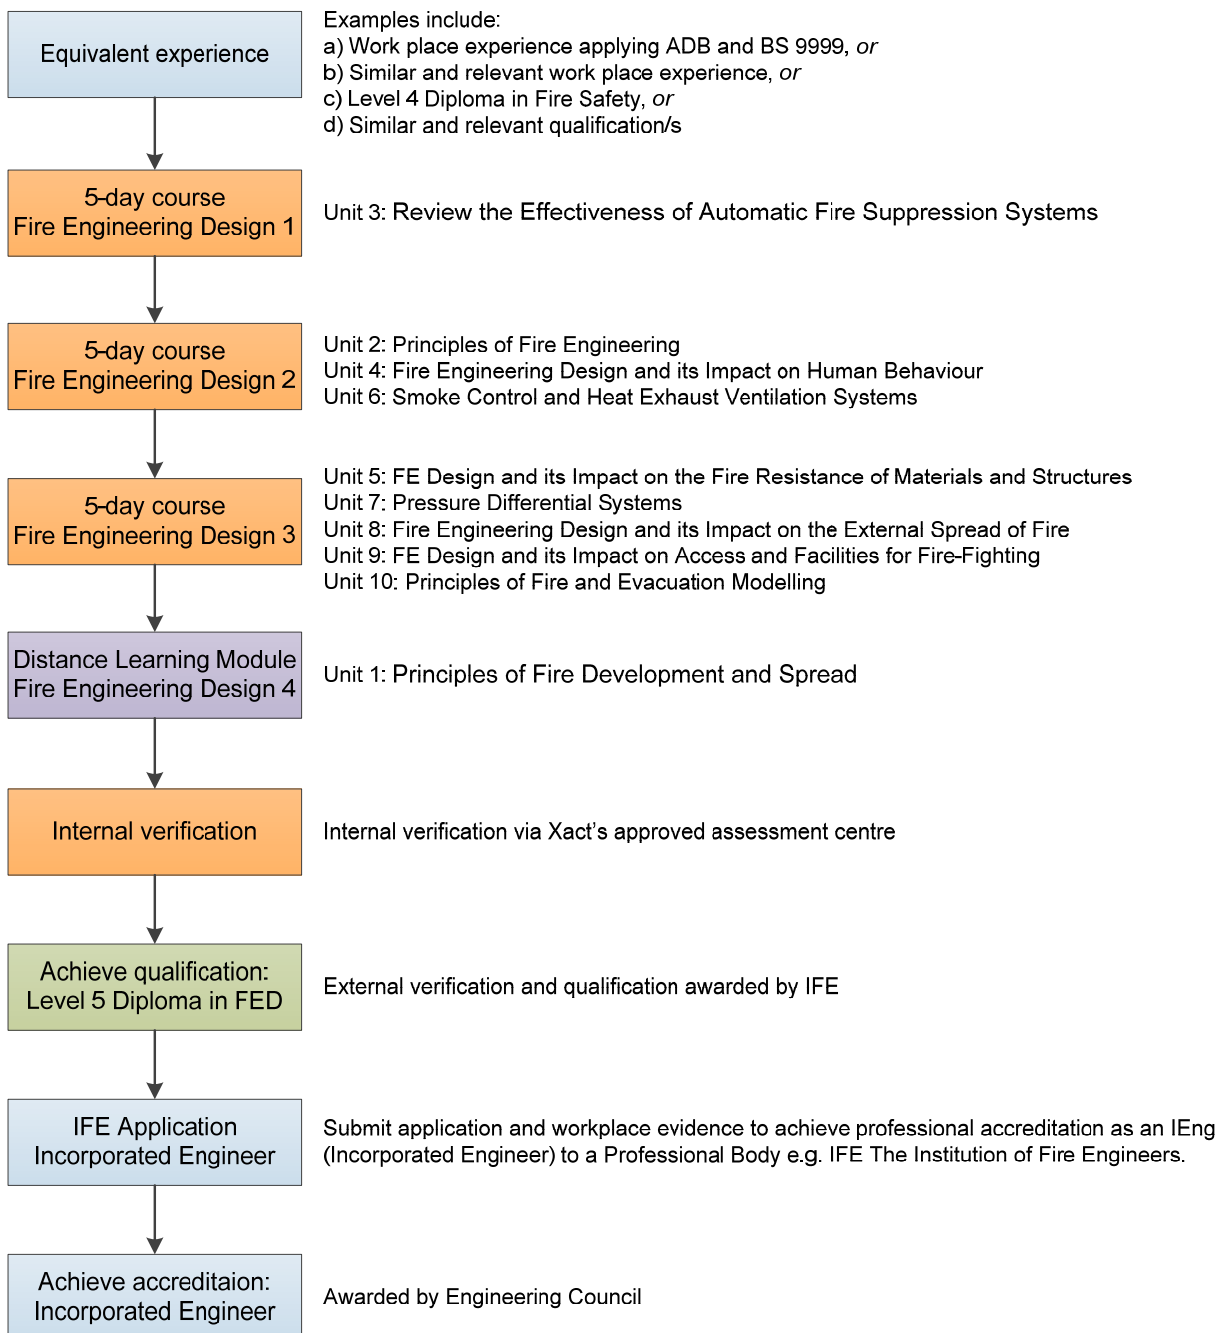 Equivalent experience
Examples include:
a) Work place experience applying ADB and BS 9999, or
b) Similar and relevant work place experience, or
c) Level 4 Diploma in Fire Safety, or
d) Similar and relevant qualification/s
5-day course
Fire Engineering Design 1
Unit 3: Review the Effectiveness of Automatic Fire Suppression Systems
5-day course
Fire Engineering Design 2
Unit 2: Principles of Fire Engineering
Unit 4: Fire Engineering Design and its Impact on Human Behaviour
Unit 6: Smoke Control and Heat Exhaust Ventilation Systems
5-day course
Fire Engineering Design 3
Unit 5: FE Design and its Impact on the Fire Resistance of Materials and Structures
Unit 7: Pressure Differential Systems
Unit 8: Fire Engineering Design and its Impact on the External Spread of Fire
Unit 9: FE Design and its Impact on Access and Facilities for Fire-Fighting
Unit 10: Principles of Fire and Evacuation Modelling
Distance Learning Module
Fire Engineering Design 4
Unit 1: Principles of Fire Development and Spread
Internal verification
Internal verification via Xact's approved assessment centre
Achieve qualification:
Level 5 Diploma in FED
External verification and qualification awarded by IFE
IFE Application
Incorporated Engineer
Submit application and workplace evidence to achieve professional accreditation as an IEng
(Incorporated Engineer) to a Professional Body e.g. IFE The Institution of Fire Engineers.
Achieve accreditaion:
Incorporated Engineer
Awarded by Engineering Council